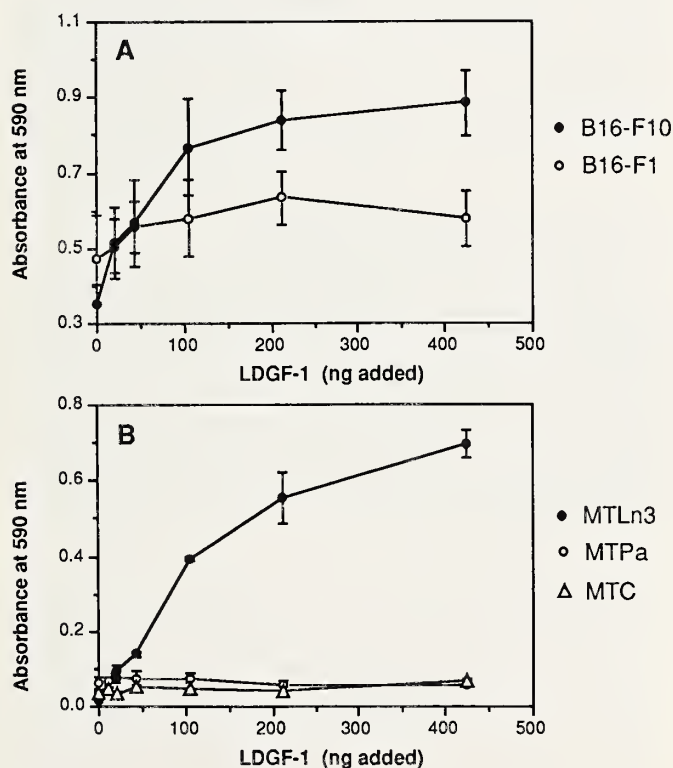 A
1.1
0.9
0.7
0.5
0.3
Absorbance at 590 nm
0 100 200 300 400 500
LDGF-1 (ng added)
B16-F10
B16-F1
B
0.8
0.6
0.4
0.2
0.0
Absorbance at 590 nm
0 100 200 300 400 500
LDGF-1 (ng added)
MTLn3
MTPa
MTC